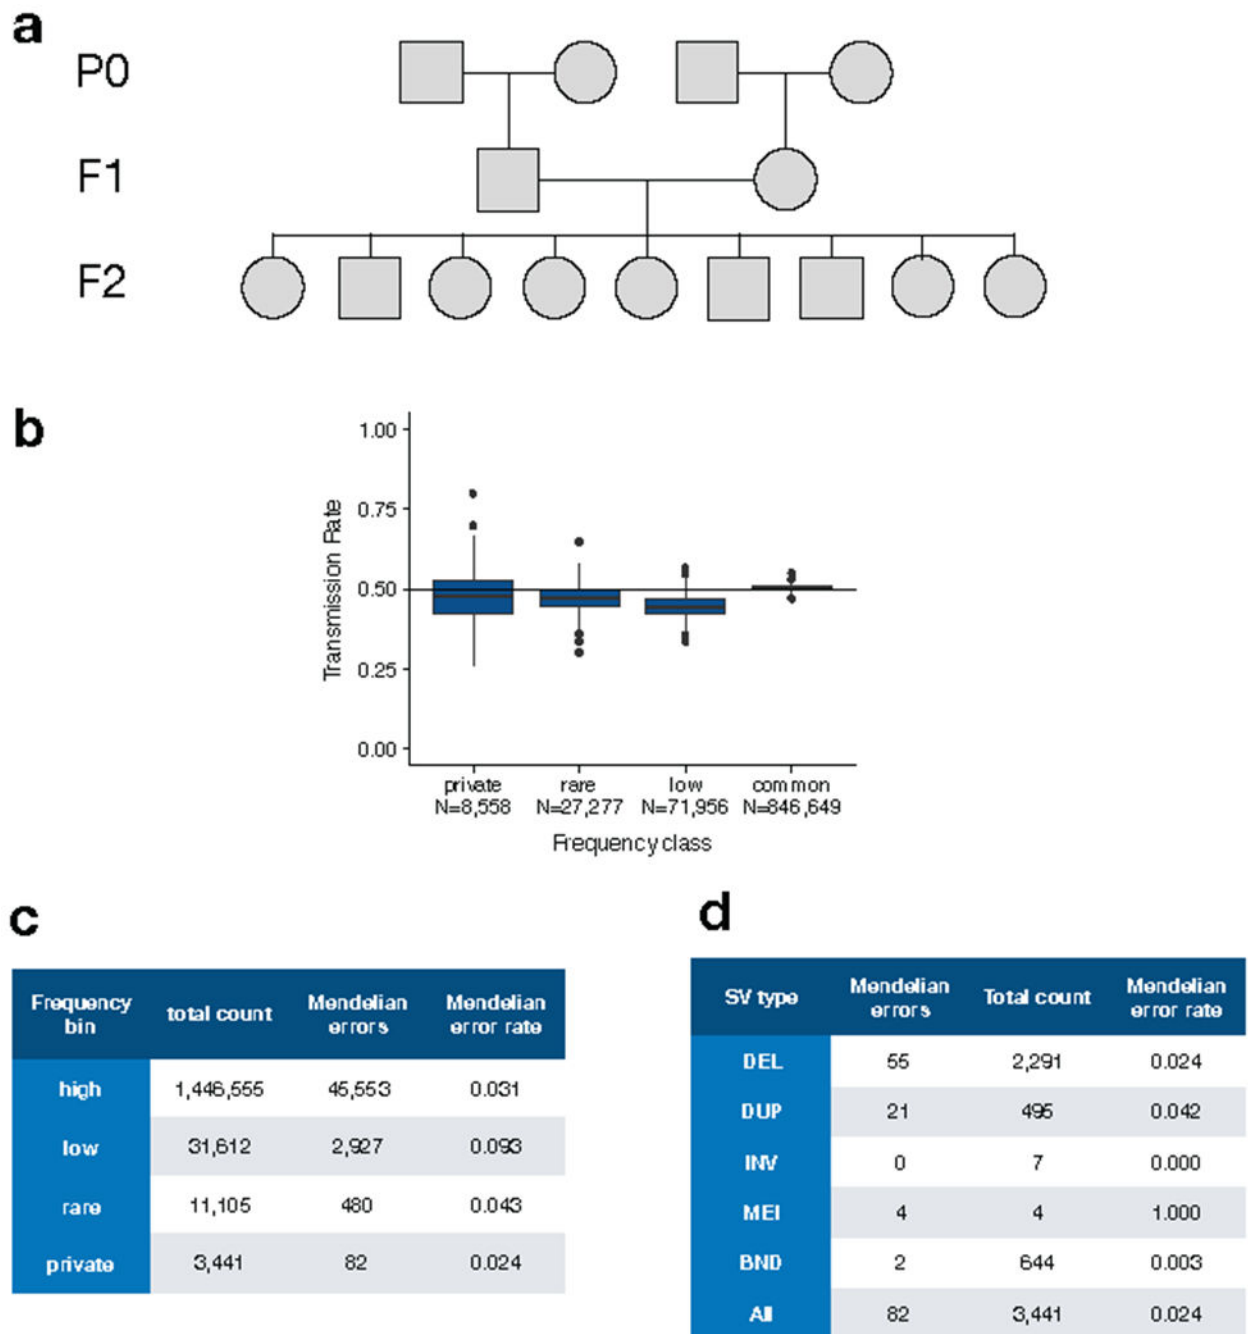 a
P0
F1
F2
b
1.00
0.75
0.50
0.25
0.00
Transmission Rate
private rare low common
N=8,558 N=27,277 N=71,956 N=846,649
Frequency class
c
Frequency bin total count Mendelian errors Mendelian error rate
high 1,446,555 45,553 0.031
low 31,612 2,927 0.093
rare 11,105 480 0.043
private 3,441 82 0.024
d
SV type Mendelian errors Total count Mendelian error rate
DEL 55 2,291 0.024
DUP 21 495 0.042
INV 0 7 0.000
MEI 4 4 1.000
BND 2 644 0.003
All 82 3,441 0.024